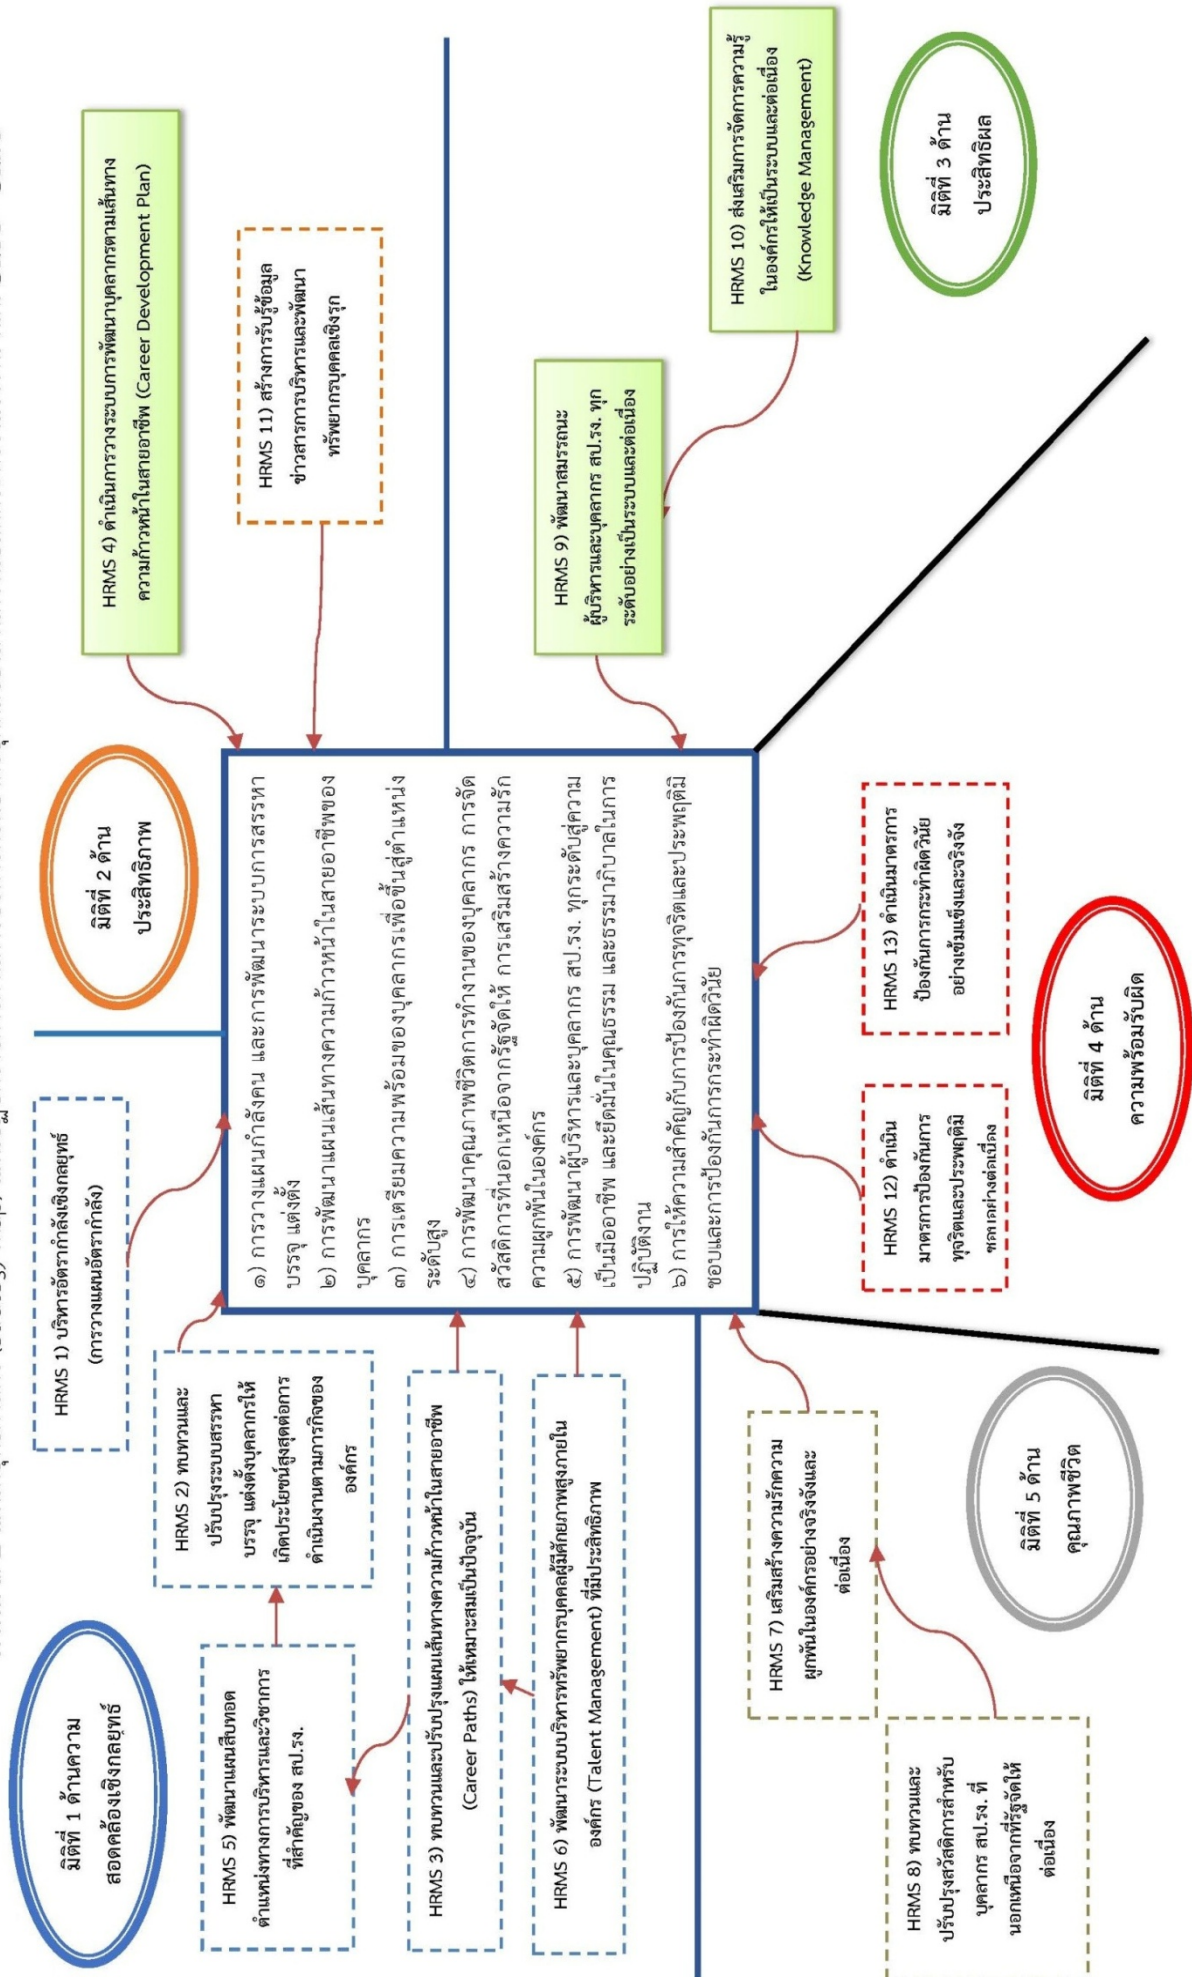 มิติที่ 1 ด้านความ
สอดคล้องเชิงกลยุทธ์
HRMS 1) บริหารอัตรากำลังเชิงกลยุทธ์
(การวางแผนอัตรากำลัง)
HRMS 2) ทบทวนและ
ปรับปรุงระบบสรรหา
บรรจุ แต่งตั้งบุคลากรให้
เกิดประโยชน์สูงสุดต่อการ
ดำเนินงานตามภารกิจของ
องค์กร
HRMS 5) พัฒนาแผนสืบทอด
ตำแหน่งทางการบริหารและวิชาการ
ที่สำคัญของ สป.รง.
HRMS 3) ทบทวนและปรับปรุงแผนเส้นทางความก้าวหน้าในสายอาชีพ
(Career Paths) ให้เหมาะสมเป็นปัจจุบัน
HRMS 6) พัฒนาระบบบริหารทรัพยากรบุคคลผู้มีศักยภาพสูงภายใน
องค์กร (Talent Management) ที่มีประสิทธิภาพ
มิติที่ 2 ด้าน
ประสิทธิภาพ
HRMS 4) ดำเนินการวางระบบการพัฒนาบุคลากรตามเส้นทาง
ความก้าวหน้าในสายอาชีพ (Career Development Plan)
HRMS 11) สร้างการรับรู้ข้อมูล
ข่าวสารการบริหารและพัฒนา
ทรัพยากรบุคคลเชิงรุก
๑) การวางแผนกำลังคน และการพัฒนาระบบการสรรหา
บรรจุ แต่งตั้ง
๒) การพัฒนาแผนเส้นทางความก้าวหน้าในสายอาชีพของ
บุคลากร
๓) การเตรียมความพร้อมของบุคลากรเพื่อขึ้นสู่ตำแหน่ง
ระดับสูง
๔) การพัฒนาคุณภาพชีวิตการทำงานของบุคลากร การจัด
สวัสดิการที่นอกเหนือจากรัฐจัดให้ การเสริมสร้างความรัก
ความผูกพันในองค์กร
๕) การพัฒนาผู้บริหารและบุคลากร สป.รง. ทุกระดับสู่ความ
เป็นมืออาชีพ และยึดมั่นในคุณธรรม และธรรมาภิบาลในการ
ปฏิบัติงาน
๖) การให้ความสำคัญกับการป้องกันการทุจริตและประพฤติมิ
ชอบและการป้องกันการกระทำผิดวินัย
HRMS 9) พัฒนาสมรรถนะ
ผู้บริหารและบุคลากร สป.รง. ทุก
ระดับอย่างเป็นระบบและต่อเนื่อง
HRMS 10) ส่งเสริมการจัดการความรู้
ในองค์กรให้เป็นระบบและต่อเนื่อง
(Knowledge Management)
มิติที่ 3 ด้าน
ประสิทธิผล
HRMS 7) เสริมสร้างความรักความ
ผูกพันในองค์กรอย่างจริงจังและ
ต่อเนื่อง
HRMS 8) ทบทวนและ
ปรับปรุงสวัสดิการสำหรับ
บุคลากร สป.รง. ที่
นอกเหนือจากที่รัฐจัดให้
ต่อเนื่อง
มิติที่ 5 ด้าน
คุณภาพชีวิต
HRMS 12) ดำเนิน
มาตรการป้องกันการ
ทุจริตและประพฤติมิ
ชอบอย่างต่อเนื่อง
HRMS 13) ดำเนินมาตรการ
ป้องกันการกระทำผิดวินัย
อย่างเข้มแข็งและจริงจัง
มิติที่ 4 ด้าน
ความพร้อมรับผิด